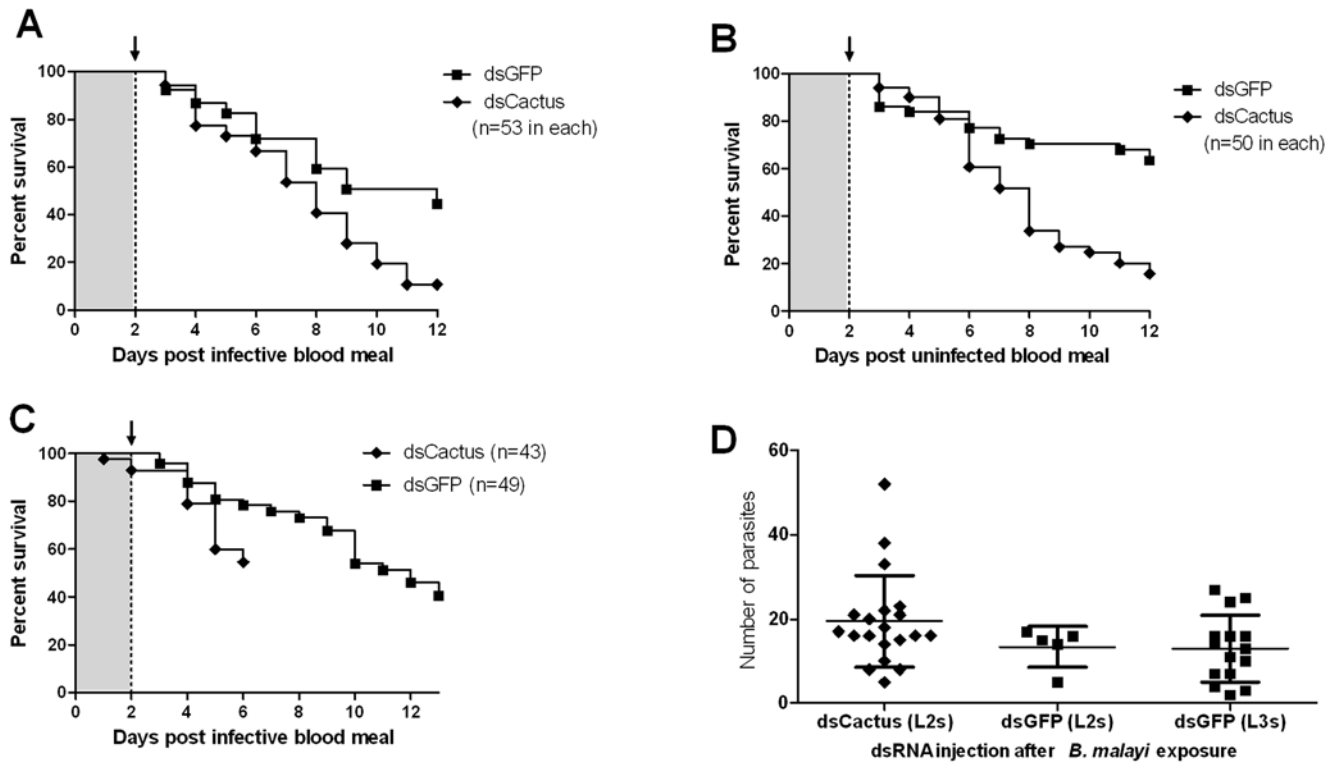 A
dsGFP
dsCactus
(n=53 in each)
Percent survival
100
80
60
40
20
0
0 2 4 6 8 10 12
Days post infective blood meal
B
dsGFP
dsCactus
(n=50 in each)
Percent survival
100
80
60
40
20
0
0 2 4 6 8 10 12
Days post uninfected blood meal
C
dsCactus (n=43)
dsGFP (n=49)
Percent survival
100
80
60
40
20
0
0 2 4 6 8 10 12
Days post infective blood meal
D
Number of parasites
60
40
20
0
dsCactus (L2s) dsGFP (L2s) dsGFP (L3s)
dsRNA injection after B. malayi exposure